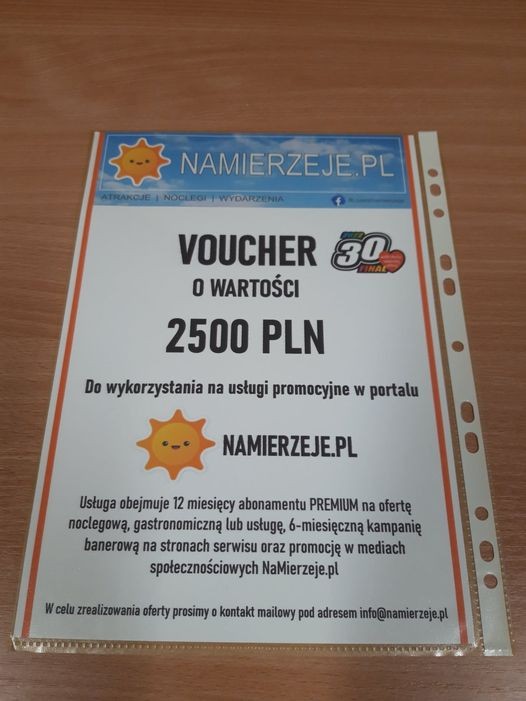 NAMIERZEJE.PL
ATRAKCJE | NOCLEGI | WYDARZENIA
VOUCHER
2022
30
FINAŁ
O WARTOŚCI
2500 PLN
Do wykorzystania na usługi promocyjne w portalu
NAMIERZEJE.PL
Usługa obejmuje 12 miesięcy abonamentu PREMIUM na ofertę
noclegową, gastronomiczną lub usługę, 6-miesięczną kampanię
banerową na stronach serwisu oraz promocję w mediach
społecznościowych NaMierzeje.pl
W celu zrealizowania oferty prosimy o kontakt mailowy pod adresem info@namierzeje.pl